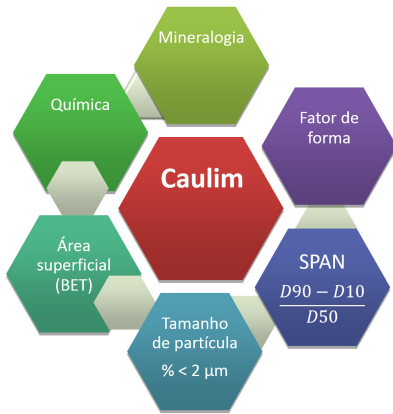 Mineralogia
Química
Fator de
forma
Caulim
Área
superficial
(BET)
SPAN
D90 − D10
D50
Tamanho
de partícula
% < 2 µm